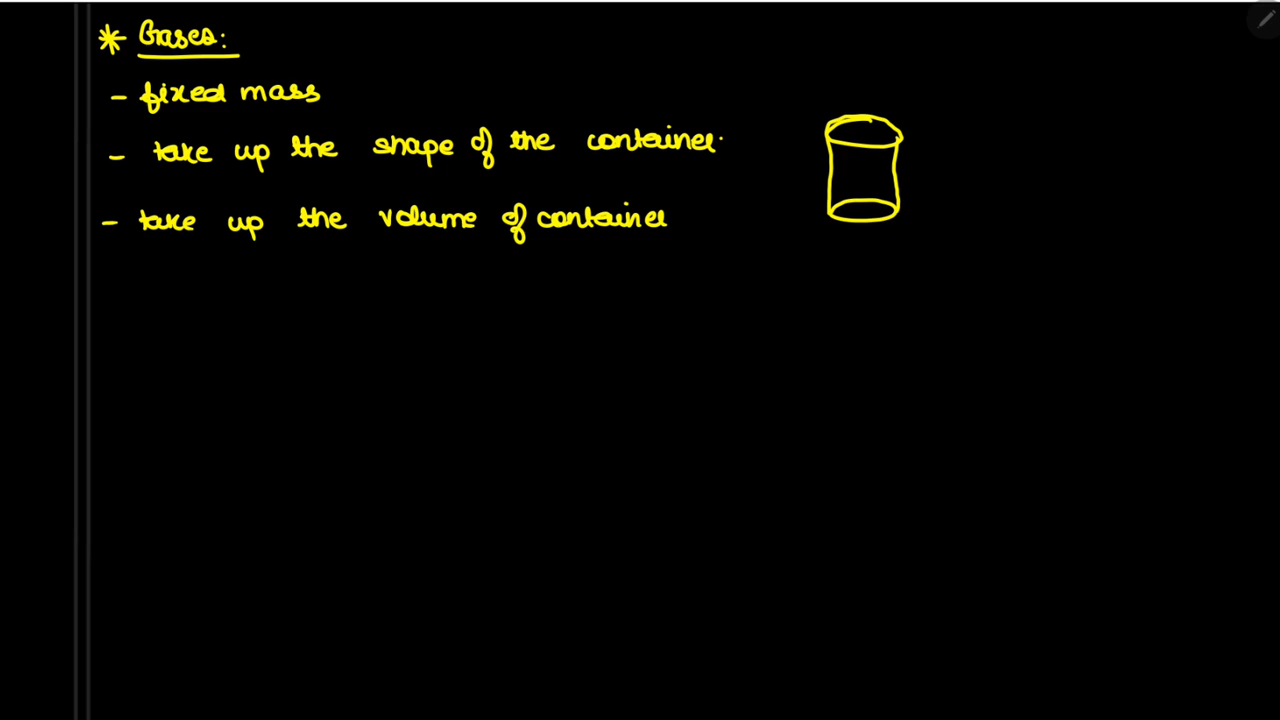 * Gases:
- fixed mass
- take up the shape of the container.
- take up the volume of container